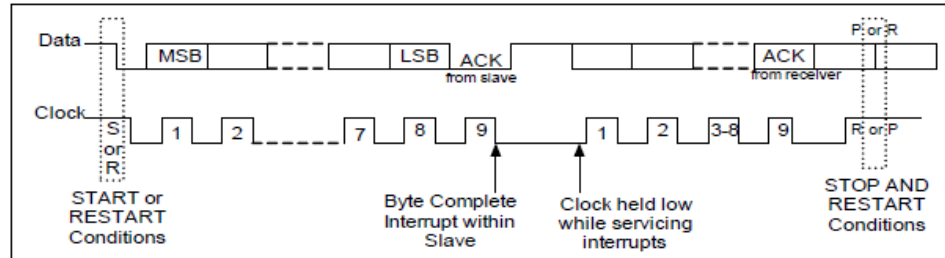 P or R
Data
MSB
LSB
ACK
from slave
ACK
from receiver
Clock
S or R
1
2
7
8
9
1
2
3-8
9
R or P
START or
RESTART
Conditions
Byte Complete
Interrupt within
Slave
Clock held low
while servicing
interrupts
STOP AND
RESTART
Conditions